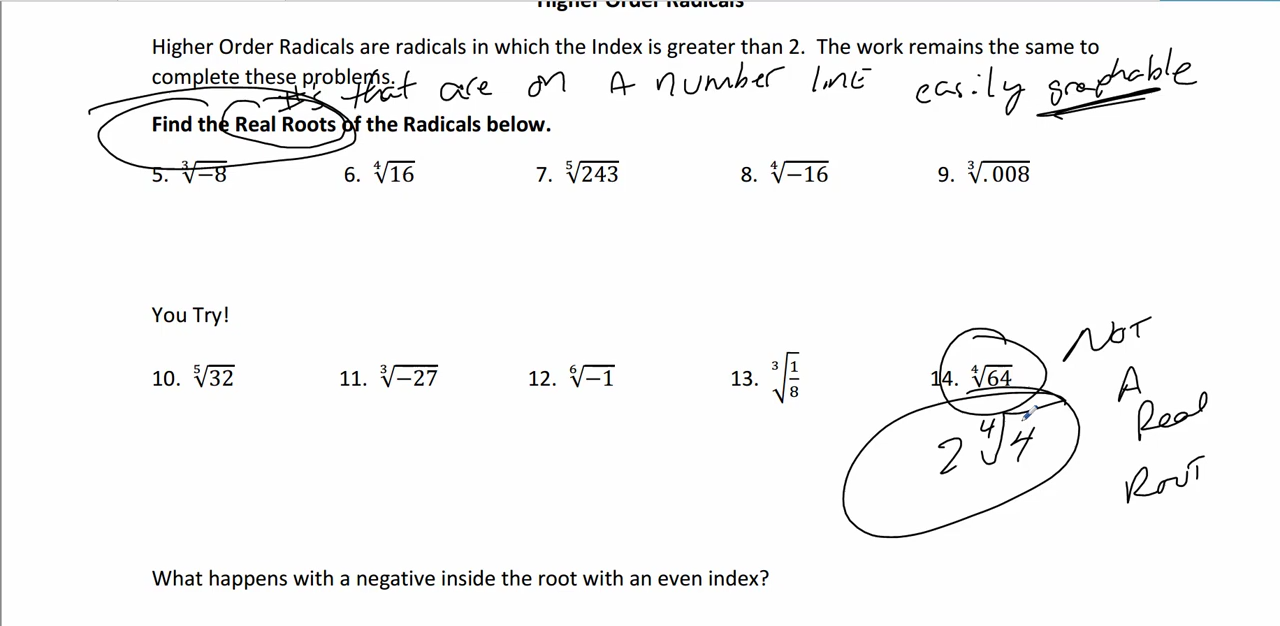 Higher Order Radicals
Higher Order Radicals are radicals in which the Index is greater than 2. The work remains the same to
complete these problems.
#'s that are on A number line easily graphable
Find the Real Roots of the Radicals below.
5. ∛−8 6. ∜16 7. ⁵√243 8. ∜−16 9. ∛.008
You Try!
10. ⁵√32 11. ∛−27 12. ⁶√−1 13. ∛1/8 14. ∜64
2 ∜4
NOT
A
Real
Root
What happens with a negative inside the root with an even index?